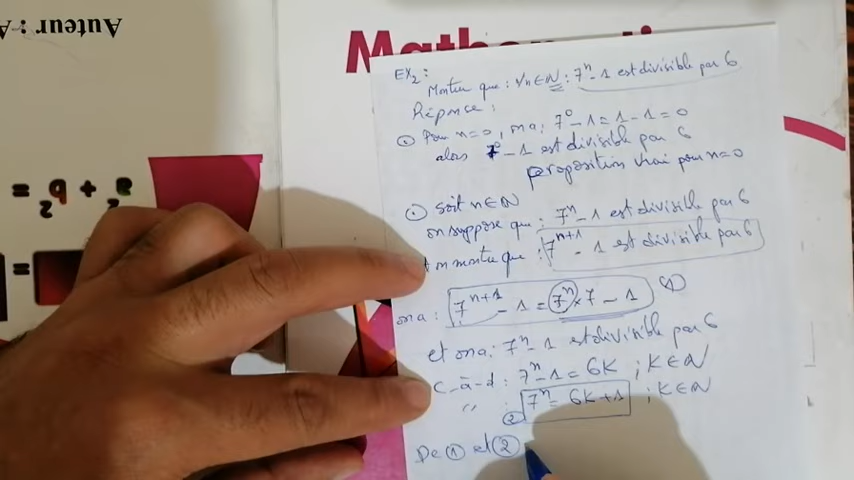 Auteur : A
Math
a² + b² =
=
EX2 :
Montrer que : ∀n∈ℕ : 7ⁿ - 1 est divisible par 6
Réponse :
• Pour n=0, on a : 7⁰ - 1 = 1 - 1 = 0
alors 7⁰ - 1 est divisible par 6
proposition vrai pour n=0
• Soit n∈ℕ
on suppose que : 7ⁿ - 1 est divisible par 6
et on montre que : 7ⁿ⁺¹ - 1 est divisible par 6
on a : 7ⁿ⁺¹ - 1 = 7ⁿ × 7 - 1 ①
et on a : 7ⁿ - 1 est divisible par 6
c-à-d : 7ⁿ - 1 = 6K ; K∈ℕ
〃 ② 7ⁿ = 6K + 1 ; K∈ℕ
De ① et ②